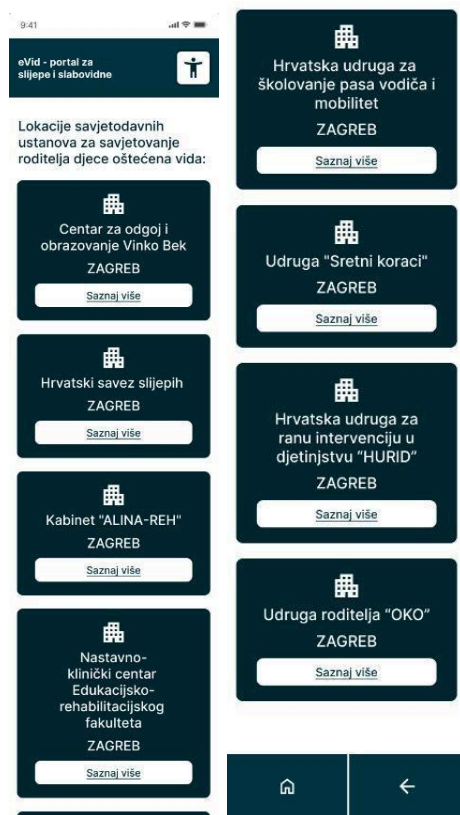 9:41
eVid - portal za
slijepe i slabovidne
Lokacije savjetodavnih
ustanova za savjetovanje
roditelja djece oštećena vida:
Centar za odgoj i
obrazovanje Vinko Bek
ZAGREB
Saznaj više
Hrvatski savez slijepih
ZAGREB
Saznaj više
Kabinet "ALINA-REH"
ZAGREB
Saznaj više
Nastavno-
klinički centar
Edukacijsko-
rehabilitacijskog
fakulteta
ZAGREB
Saznaj više
Hrvatska udruga za
školovanje pasa vodiča i
mobilitet
ZAGREB
Saznaj više
Udruga "Sretni koraci"
ZAGREB
Saznaj više
Hrvatska udruga za
ranu intervenciju u
djetinjstvu “HURID”
ZAGREB
Saznaj više
Udruga roditelja “OKO”
ZAGREB
Saznaj više